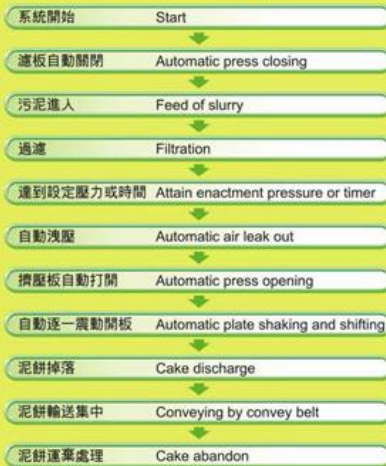 系統開始 Start
濾板自動關閉 Automatic press closing
污泥進入 Feed of slurry
過濾 Filtration
達到設定壓力或時間 Attain enactment pressure or timer
自動洩壓 Automatic air leak out
擠壓板自動打開 Automatic press opening
自動逐一震動開板 Automatic plate shaking and shifting
泥餅掉落 Cake discharge
泥餅輸送集中 Conveying by convey belt
泥餅運棄處理 Cake abandon